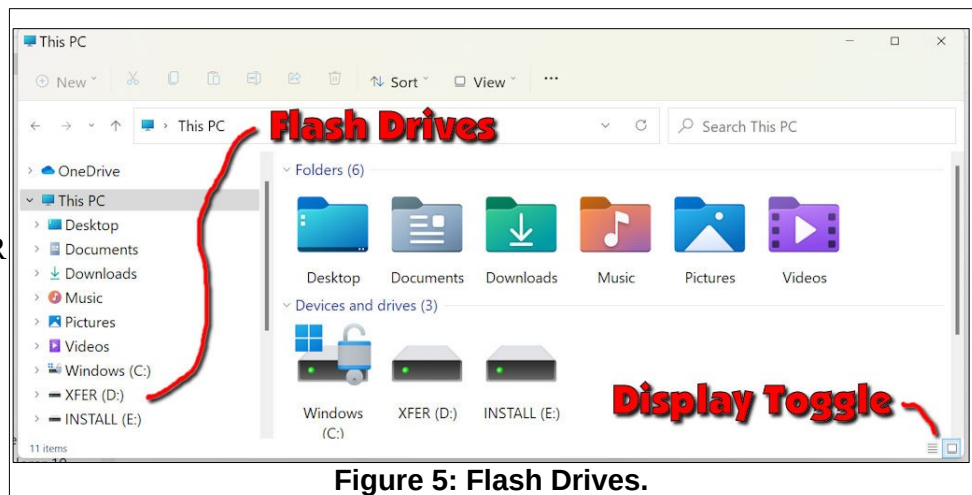 This PC
New
Sort
View
...
This PC
Flash Drives
Search This PC
OneDrive
This PC
Desktop
Documents
Downloads
Music
Pictures
Videos
Windows (C:)
XFER (D:)
INSTALL (E:)
Folders (6)
Desktop Documents Downloads Music Pictures Videos
Devices and drives (3)
Windows (C:)
XFER (D:)
INSTALL (E:)
Display Toggle
11 items
R
Figure 5: Flash Drives.